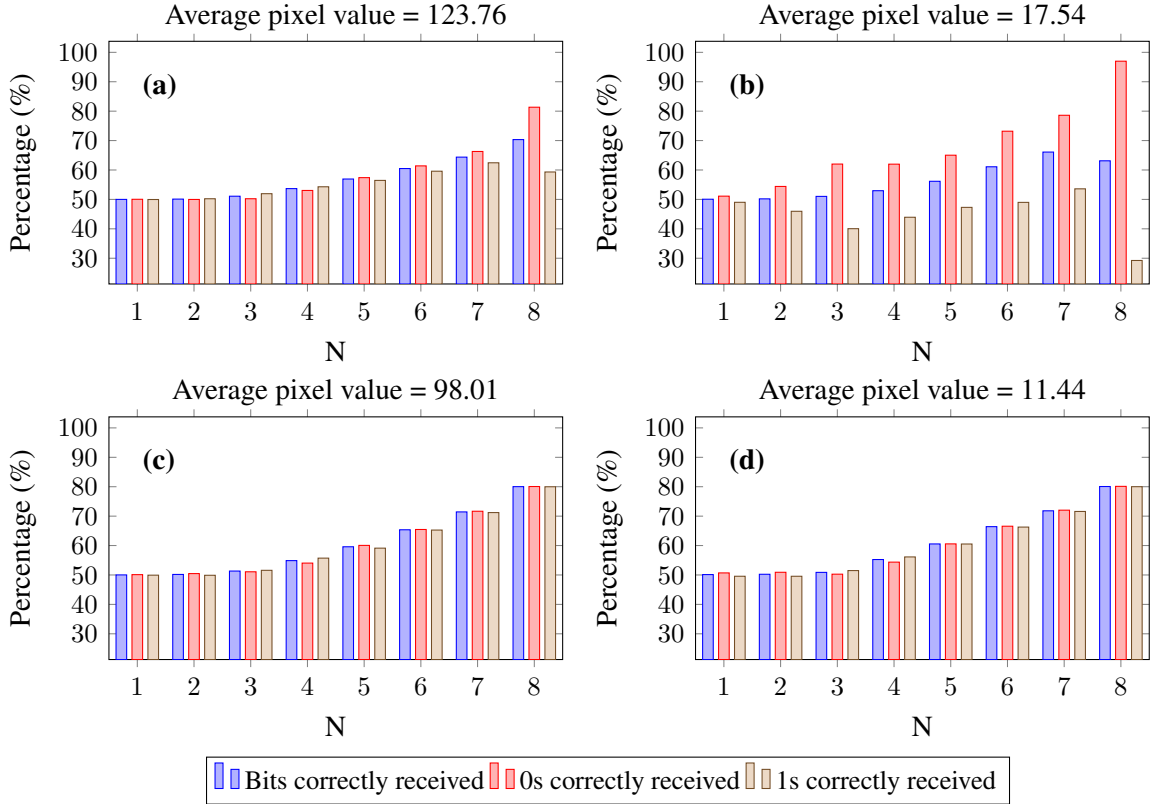 Average pixel value = 123.76
Percentage (%)
100
90
80
70
60
50
40
30
(a)
1 2 3 4 5 6 7 8
N
Average pixel value = 17.54
Percentage (%)
100
90
80
70
60
50
40
30
(b)
1 2 3 4 5 6 7 8
N
Average pixel value = 98.01
Percentage (%)
100
90
80
70
60
50
40
30
(c)
1 2 3 4 5 6 7 8
N
Average pixel value = 11.44
Percentage (%)
100
90
80
70
60
50
40
30
(d)
1 2 3 4 5 6 7 8
N
Bits correctly received 0s correctly received 1s correctly received